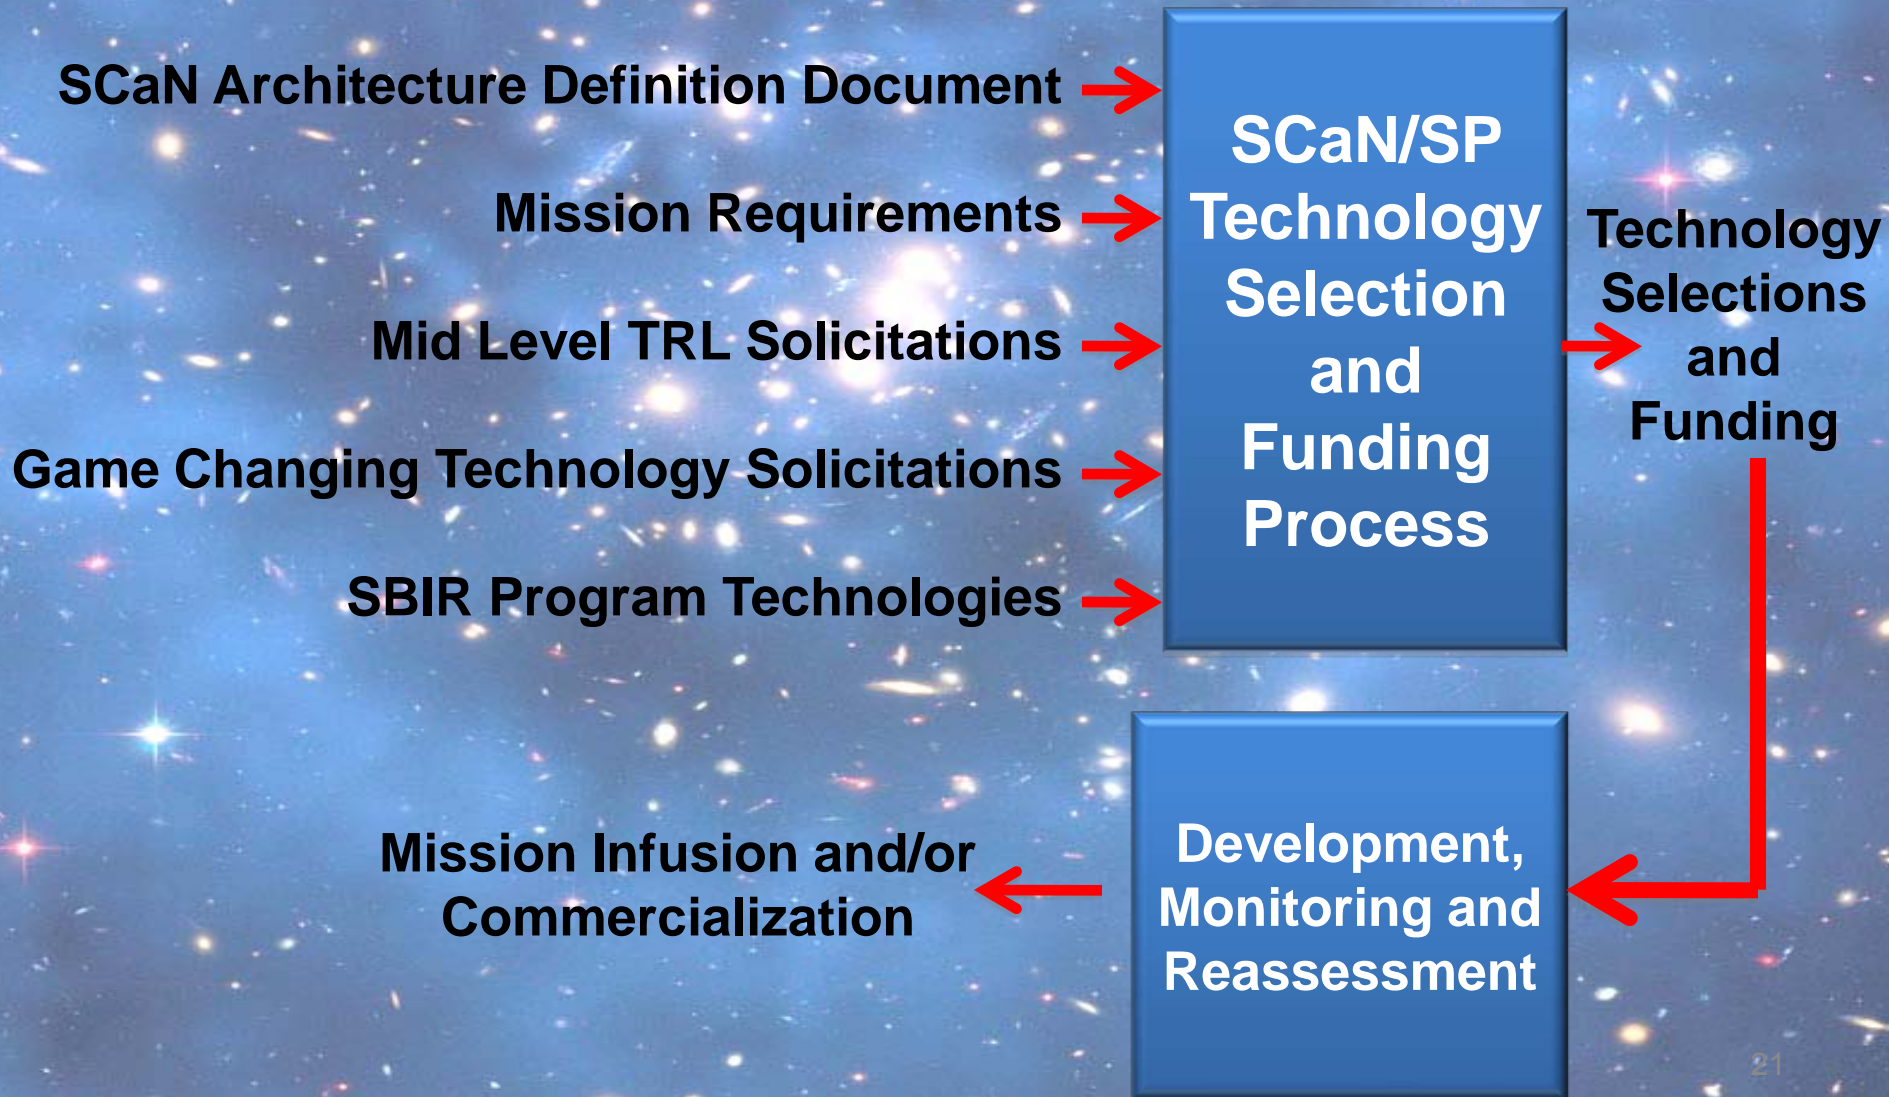 SCaN Architecture Definition Document
Mission Requirements
Mid Level TRL Solicitations
Game Changing Technology Solicitations
SBIR Program Technologies
SCaN/SP
Technology
Selection
and
Funding
Process
Technology
Selections
and
Funding
Development,
Monitoring and
Reassessment
Mission Infusion and/or
Commercialization
21